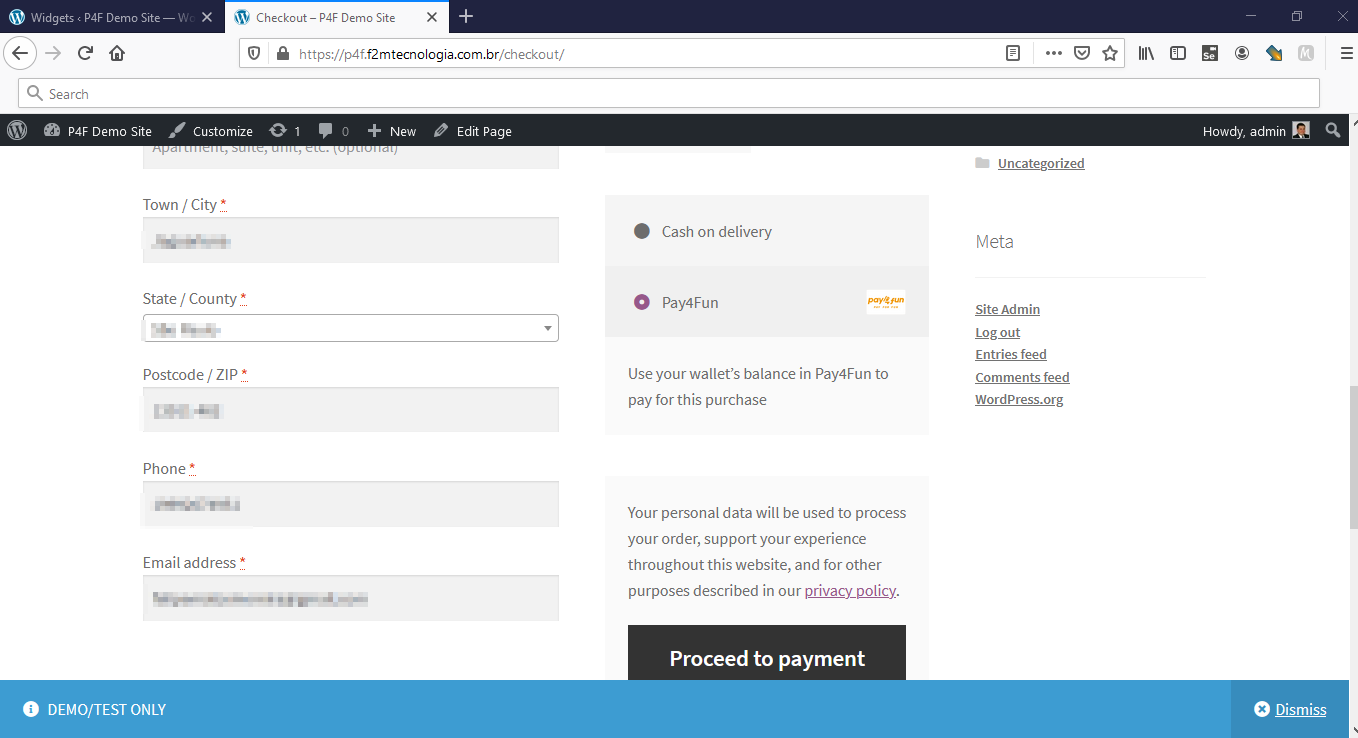 Widgets ‹ P4F Demo Site — Wo
Checkout – P4F Demo Site
https://p4f.f2mtecnologia.com.br/checkout/
Search
P4F Demo Site
Customize
1
0
New
Edit Page
Howdy, admin
Apartment, suite, unit, etc. (optional)
Town / City *
State / County *
Postcode / ZIP *
Phone *
Email address *
Cash on delivery
Pay4Fun
pay4fun
Use your wallet’s balance in Pay4Fun to
pay for this purchase
Your personal data will be used to process
your order, support your experience
throughout this website, and for other
purposes described in our privacy policy.
Proceed to payment
Uncategorized
Meta
Site Admin
Log out
Entries feed
Comments feed
WordPress.org
DEMO/TEST ONLY
Dismiss